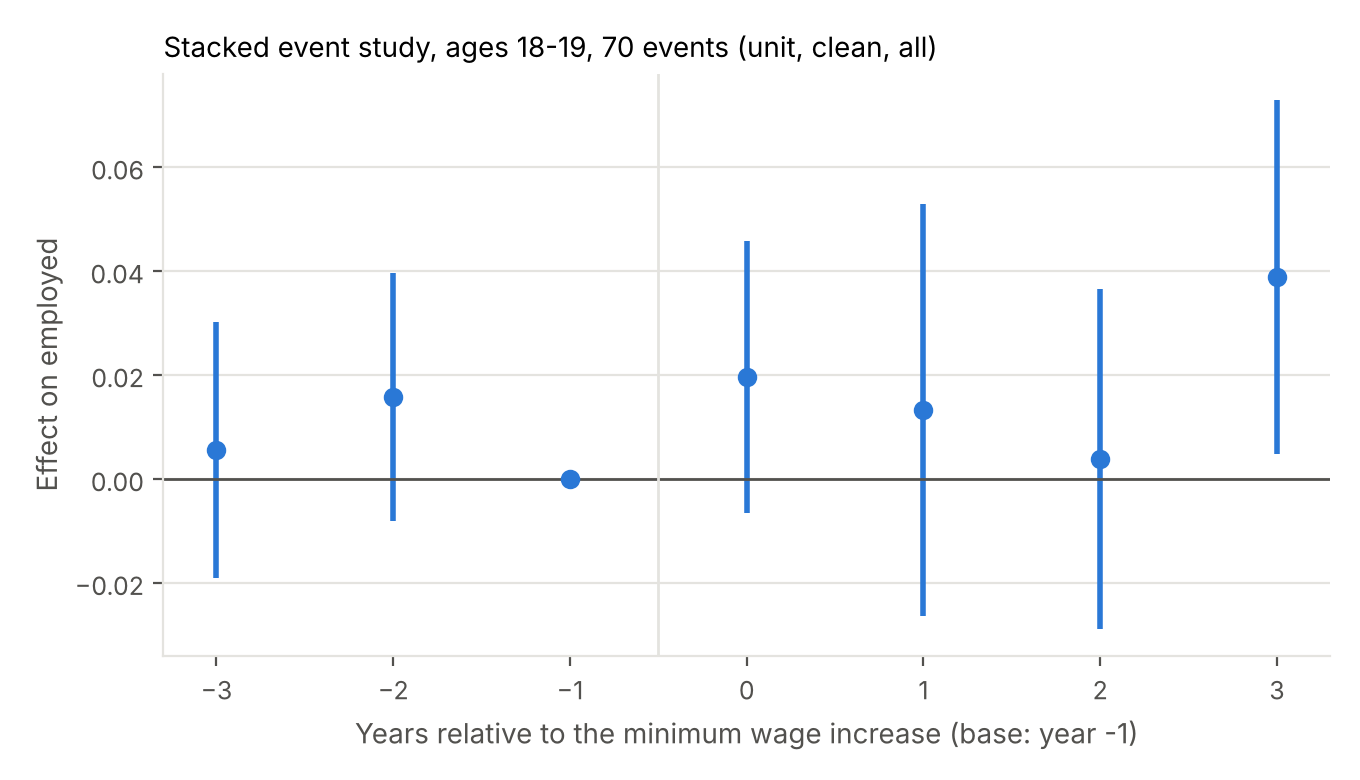 Stacked event study, ages 18-19, 70 events (unit, clean, all)
Effect on employed
0.06
0.04
0.02
0.00
−0.02
−3 −2 −1 0 1 2 3
Years relative to the minimum wage increase (base: year -1)